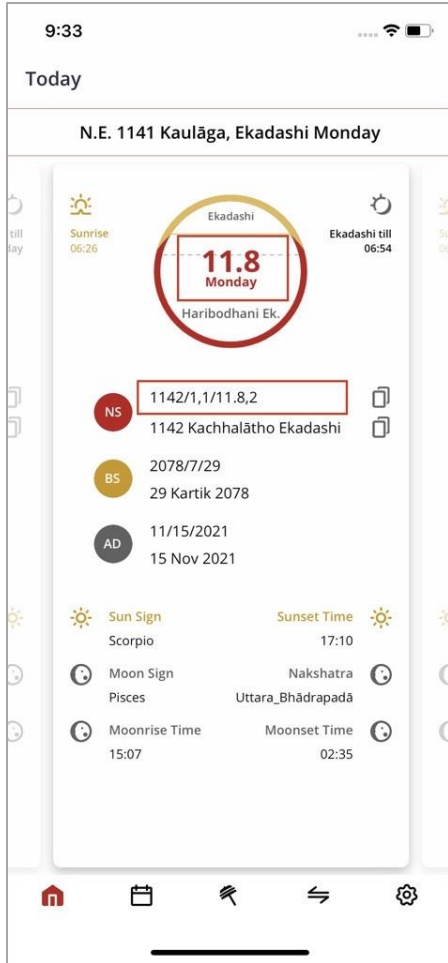 9:33
Today
N.E. 1141 Kaulāga, Ekadashi Monday
till
day
Sunrise
06:26
Ekadashi
11.8
Monday
Haribodhani Ek.
Ekadashi till
06:54
NS
1142/1,1/11.8,2
1142 Kachhalātho Ekadashi
BS
2078/7/29
29 Kartik 2078
AD
11/15/2021
15 Nov 2021
Sun Sign
Scorpio
Sunset Time
17:10
Moon Sign
Pisces
Nakshatra
Uttara_Bhādrapadā
Moonrise Time
15:07
Moonset Time
02:35